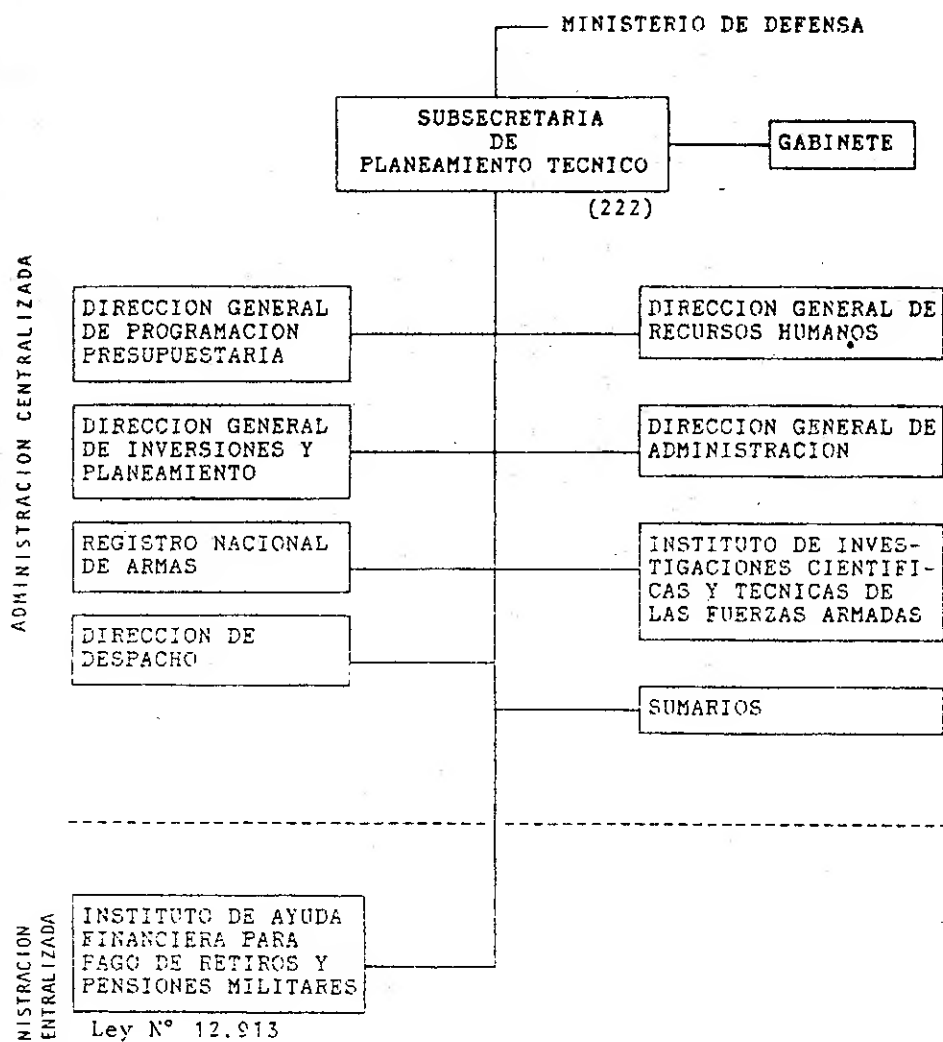 MINISTERIO DE DEFENSA
SUBSECRETARIA
DE
PLANEAMIENTO TECNICO
GABINETE
(222)
ADMINISTRACION CENTRALIZADA
DIRECCION GENERAL
DE PROGRAMACION
PRESUPUESTARIA
DIRECCION GENERAL DE
RECURSOS HUMANOS
DIRECCION GENERAL
DE INVERSIONES Y
PLANEAMIENTO
DIRECCION GENERAL DE
ADMINISTRACION
REGISTRO NACIONAL
DE ARMAS
INSTITUTO DE INVES-
TIGACIONES CIENTIFI-
CAS Y TECNICAS DE
LAS FUERZAS ARMADAS
DIRECCION DE
DESPACHO
SUMARIOS
NISTRACION
ENTRALIZADA
INSTITUTO DE AYUDA
FINANCIERA PARA
PAGO DE RETIROS Y
PENSIONES MILITARES
Ley N° 12.913